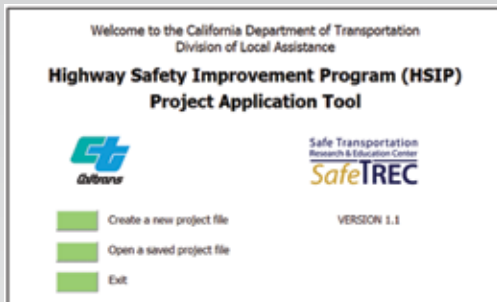 Welcome to the California Department of Transportation
Division of Local Assistance
Highway Safety Improvement Program (HSIP)
Project Application Tool
Caltrans
Safe Transportation
Research & Education Center
SafeTREC
Create a new project file
VERSION 1.1
Open a saved project file
Exit